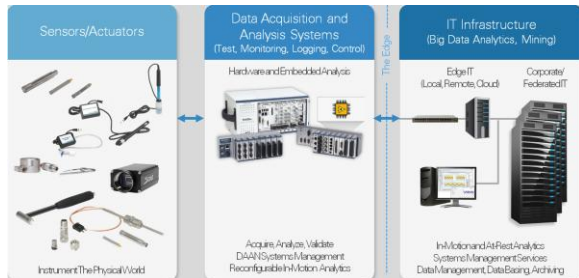 Sensors/Actuators
Instrument The Physical World
Data Acquisition and
Analysis Systems
(Test, Monitoring, Logging, Control)
Hardware and Embedded Analysis
Acquire, Analyze, Validate
DAAN Systems Management
Reconfigurable In-Motion Analytics
The Edge
IT Infrastructure
(Big Data Analytics, Mining)
Edge IT
(Local, Remote, Cloud)
Corporate/
Federated IT
In-Motion and At-Rest Analytics
Systems Management Services
Data Management, Data Basing, Archiving